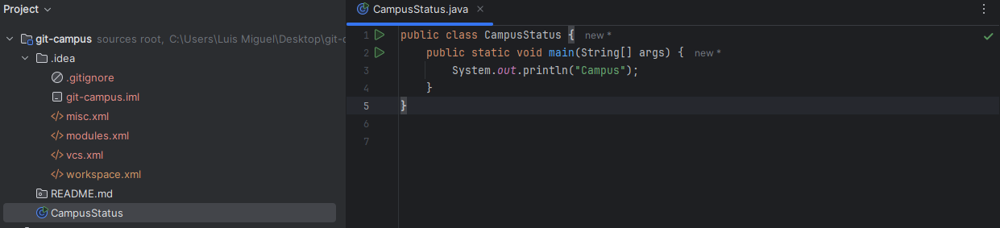 Project
git-campus sources root, C:\Users\Luis Miguel\Desktop\git-c
.idea
.gitignore
git-campus.iml
misc.xml
modules.xml
vcs.xml
workspace.xml
README.md
CampusStatus
CampusStatus.java
1 public class CampusStatus { new *
2 public static void main(String[] args) { new *
3 System.out.println("Campus");
4 }
5 }
6
7